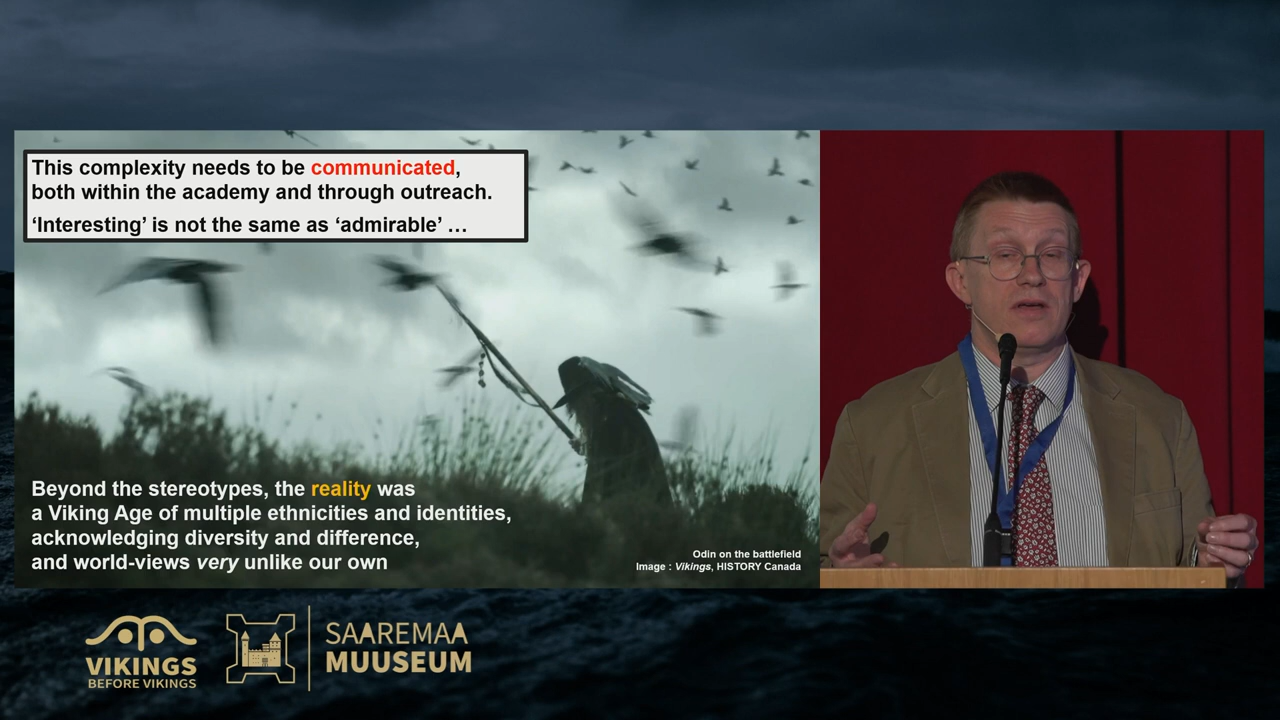 This complexity needs to be communicated,
both within the academy and through outreach.
‘Interesting’ is not the same as ‘admirable’ …
Beyond the stereotypes, the reality was
a Viking Age of multiple ethnicities and identities,
acknowledging diversity and difference,
and world-views very unlike our own
Odin on the battlefield
Image : Vikings, HISTORY Canada
VIKINGS
BEFORE VIKINGS
SAAREMAA
MUUSEUM